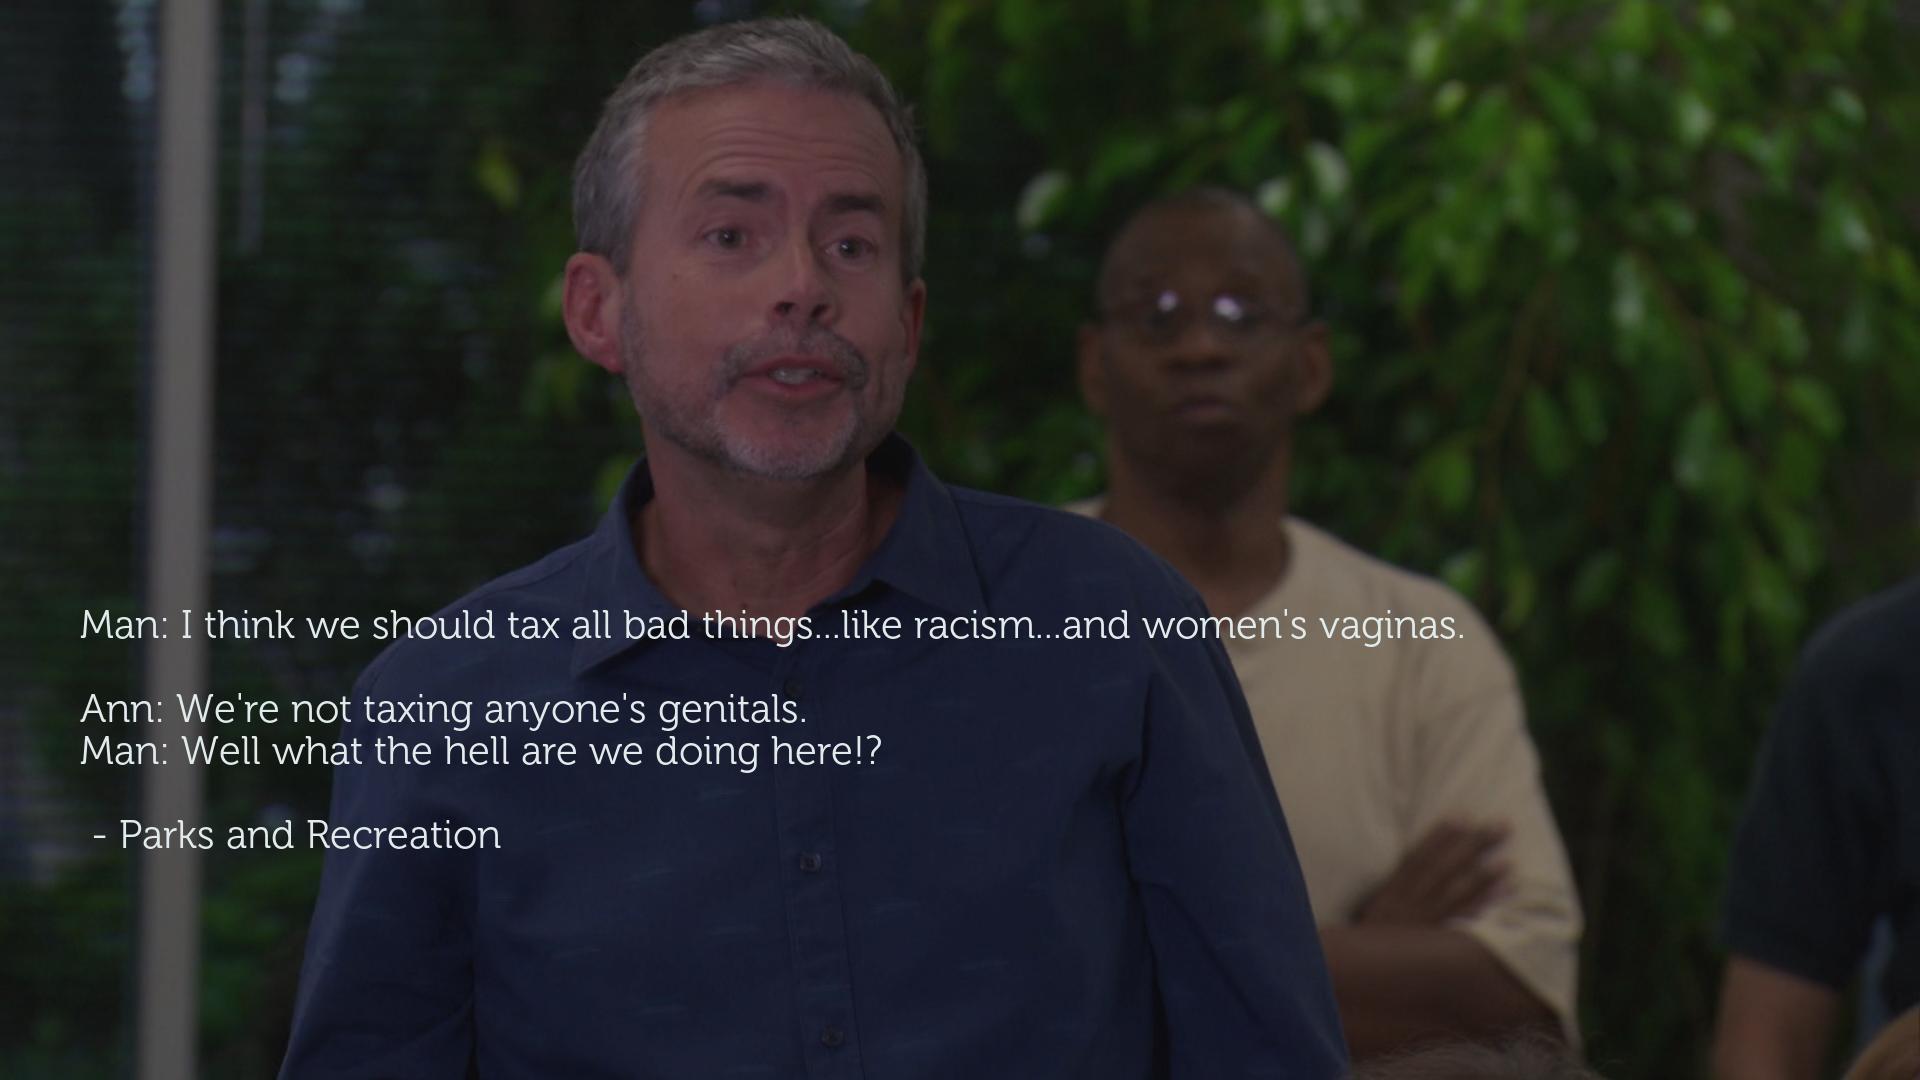 Man: I think we should tax all bad things...like racism...and women's vaginas.
Ann: We're not taxing anyone's genitals.
Man: Well what the hell are we doing here!?
- Parks and Recreation